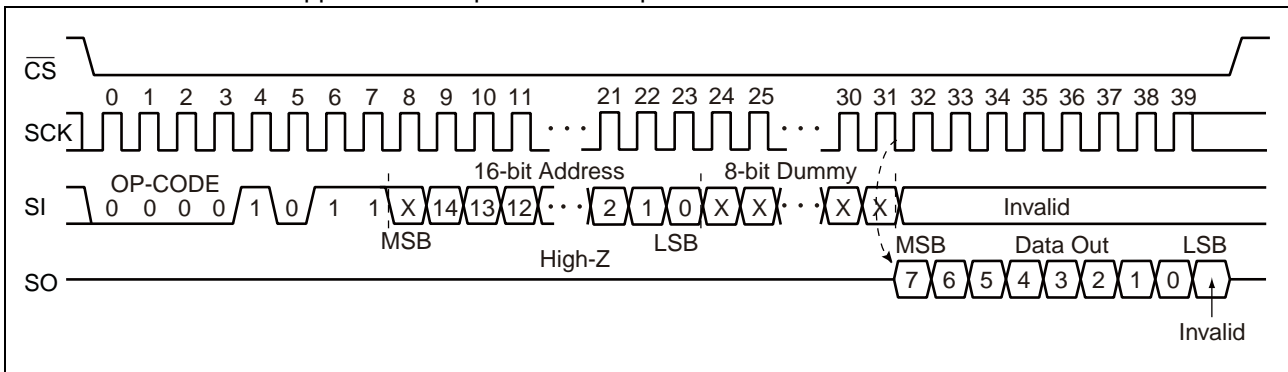 CS
0 1 2 3 4 5 6 7 8 9 10 11 21 22 23 24 25 30 31 32 33 34 35 36 37 38 39
SCK
OP-CODE 16-bit Address 8-bit Dummy
SI 0 0 0 0 1 0 1 1 X 14 13 12 2 1 0 X X X X Invalid
MSB LSB MSB Data Out LSB
High-Z
SO 7 6 5 4 3 2 1 0
Invalid